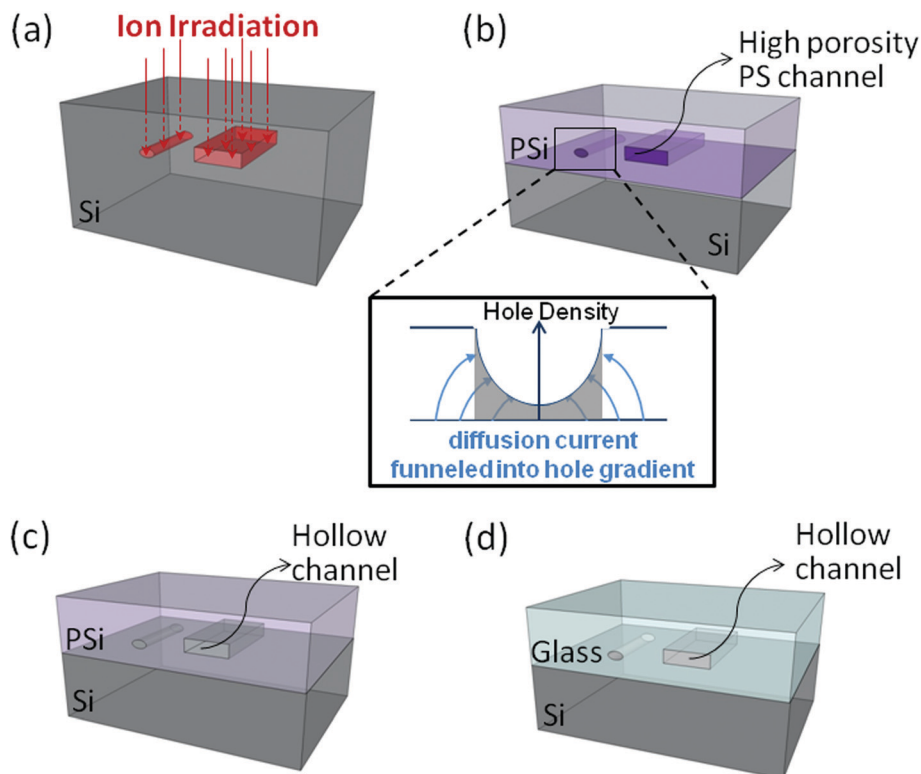 (a)
Ion Irradiation
Si
(b)
High porosity
PS channel
PSi
Si
Hole Density
diffusion current
funneled into hole gradient
(c)
Hollow
channel
PSi
Si
(d)
Hollow
channel
Glass
Si